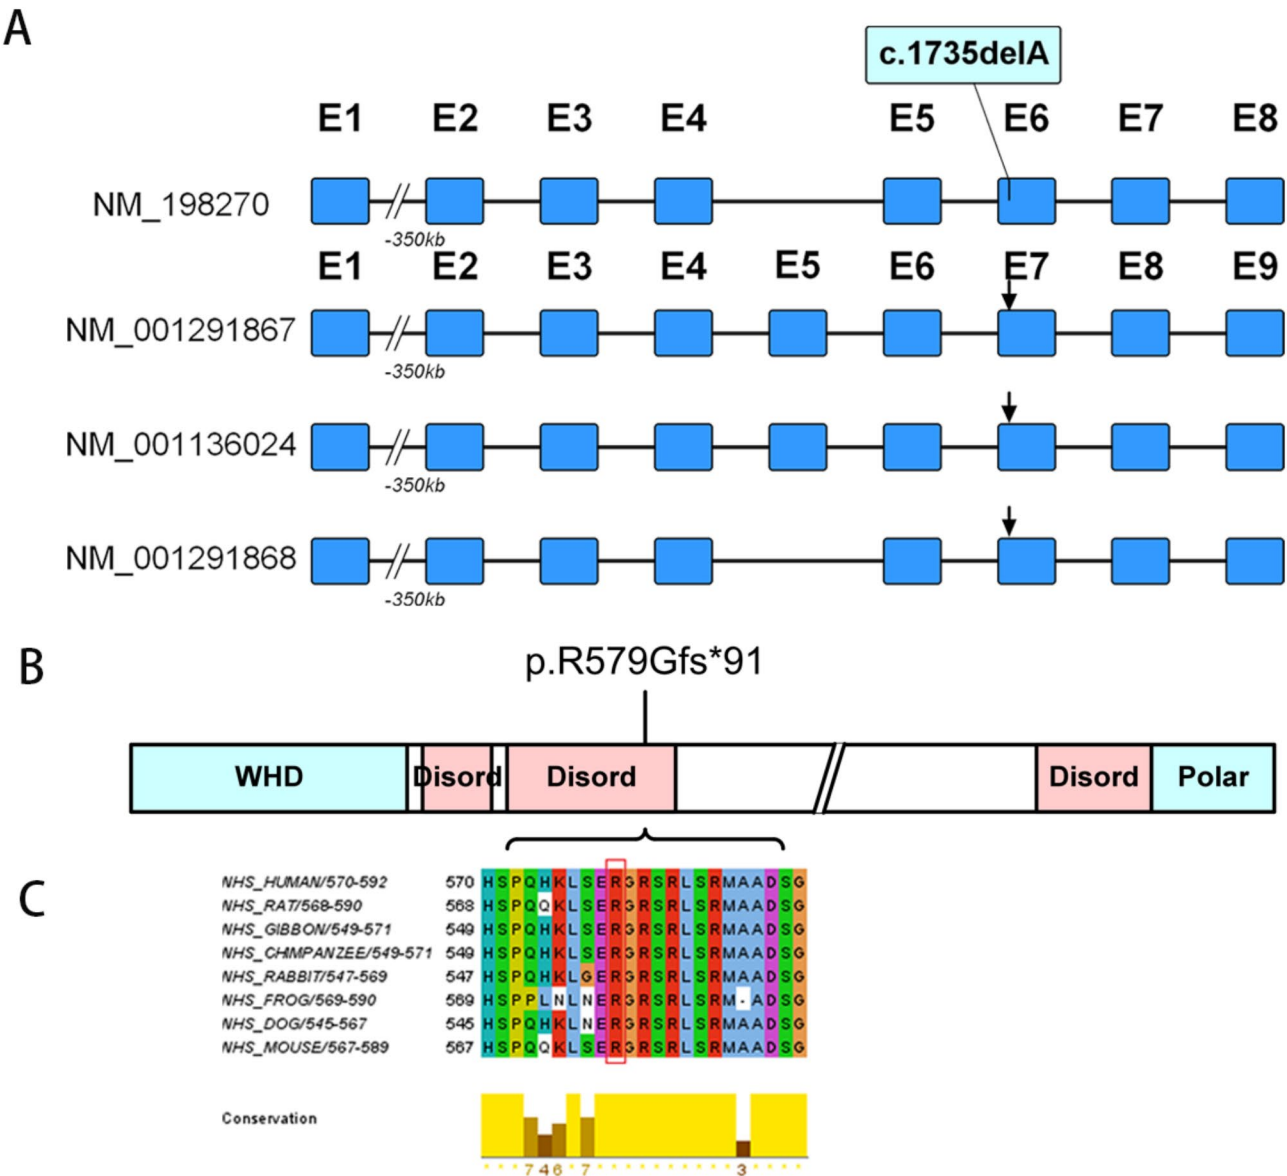 A
c.1735delA
E1 E2 E3 E4 E5 E6 E7 E8
NM_198270
-350kb
E1 E2 E3 E4 E5 E6 E7 E8 E9
NM_001291867
-350kb
NM_001136024
-350kb
NM_001291868
-350kb
B
p.R579Gfs*91
WHD Disord Disord Disord Polar
C
NHS_HUMAN/570-592 570 HSPQHKLSERGRSRLSRMAADSG
NHS_RAT/568-590 568 HSPQQKLSERGRSRLSRMAADSG
NHS_GIBBON/549-571 549 HSPQHKLSERGRSRLSRMAADSG
NHS_CHMPANZEE/549-571 549 HSPQHKLSERGRSRLSRMAADSG
NHS_RABBIT/547-569 547 HSPQHKLGERGRSRLSRMAADSG
NHS_FROG/569-590 569 HSPPLNLNERGRSRLSRM-ADSG
NHS_DOG/545-567 545 HSPQHKLNERGRSRLSRMAADSG
NHS_MOUSE/567-589 567 HSPQQKLSERGRSRLSRMAADSG
Conservation
***746*7**********3****